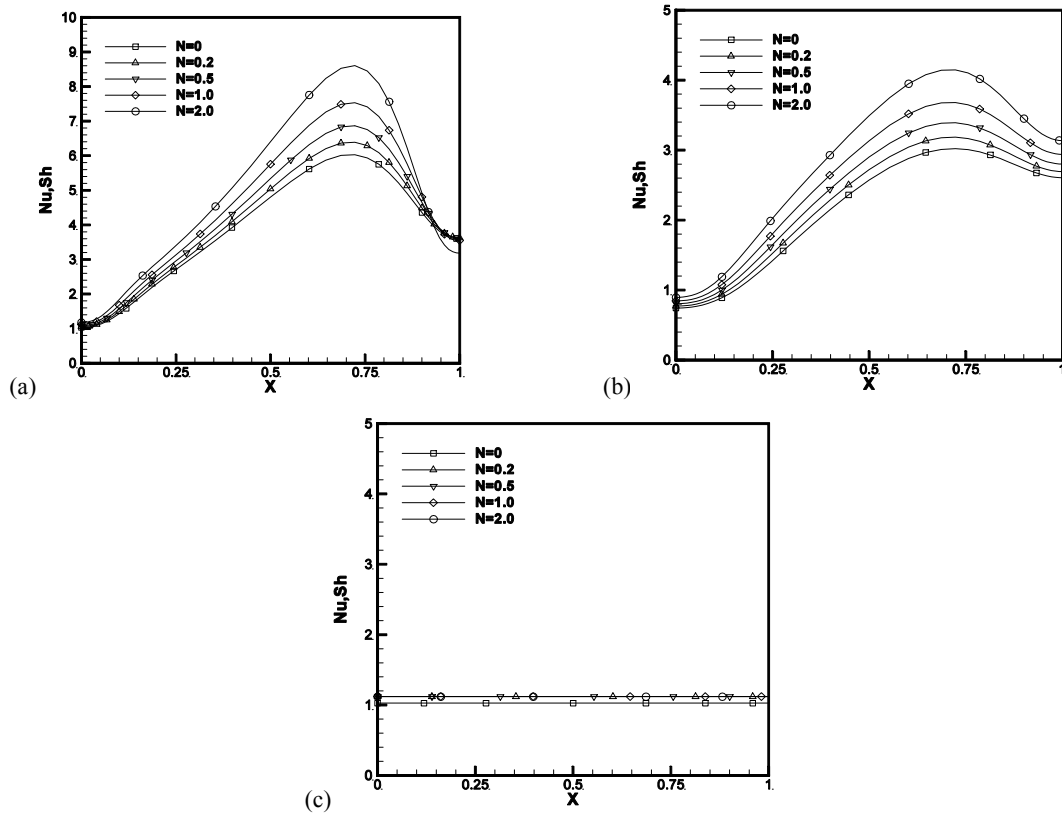 10
9.
8.
7.
6.
5.
4.
3.
2.
1.
0.
Nu,Sh
N=0
N=0.2
N=0.5
N=1.0
N=2.0
0. 0.25. 0.5. 0.75. 1.
X
(a)
5.
4.
3.
2.
1.
0.
Nu,Sh
N=0
N=0.2
N=0.5
N=1.0
N=2.0
0. 0.25. 0.5. 0.75. 1.
X
(b)
5.
4.
3.
2.
1.
0.
Nu,Sh
N=0
N=0.2
N=0.5
N=1.0
N=2.0
0. 0.25. 0.5. 0.75. 1.
X
(c)